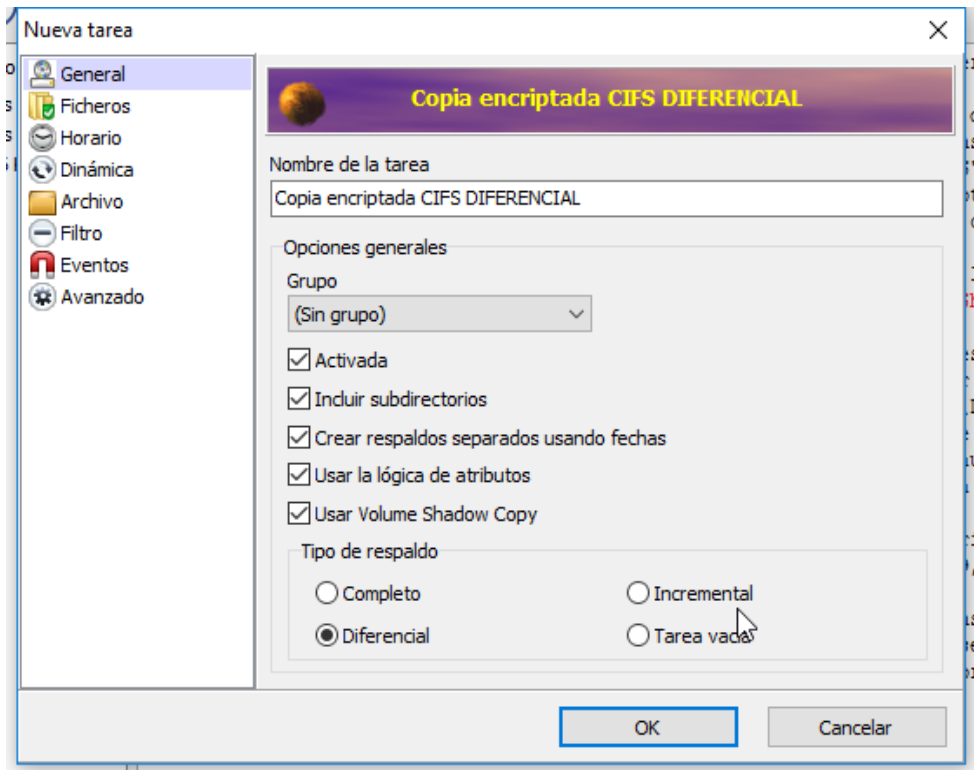 Nueva tarea
General
Ficheros
Horario
Dinámica
Archivo
Filtro
Eventos
Avanzado
Copia encriptada CIFS DIFERENCIAL
Nombre de la tarea
Copia encriptada CIFS DIFERENCIAL
Opciones generales
Grupo
(Sin grupo)
Activada
Incluir subdirectorios
Crear respaldos separados usando fechas
Usar la lógica de atributos
Usar Volume Shadow Copy
Tipo de respaldo
Completo
Incremental
Diferencial
Tarea vacía
OK
Cancelar